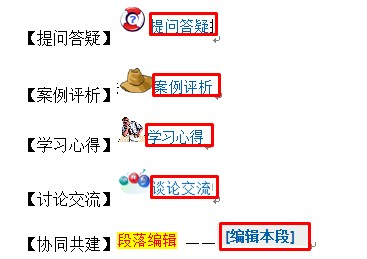 【提问答疑】 提问答疑
【案例评析】 案例评析
【学习心得】 学习心得
【讨论交流】 谈论交流
【协同共建】 段落编辑 —— [编辑本段]